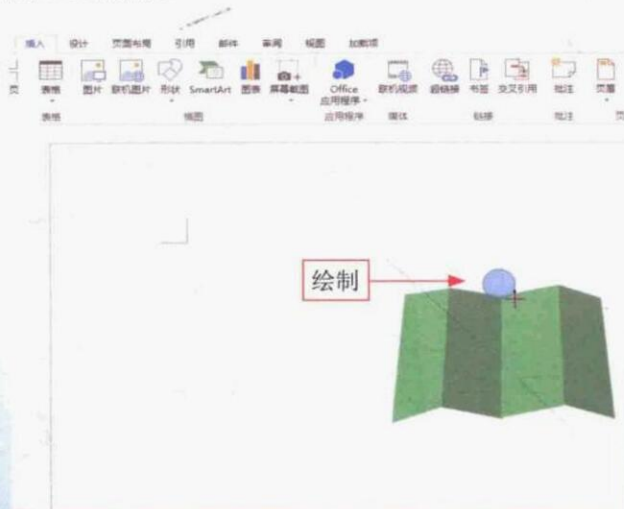 插入 设计 页面布局 引用 邮件 审阅 视图 加载项
页 表格 图片 联机图片 形状 SmartArt 图表 屏幕截图 Office 联机视频 超链接 书签 交叉引用 批注 页眉
应用程序
表格 插图 应用程序 媒体 链接 批注 页
绘制